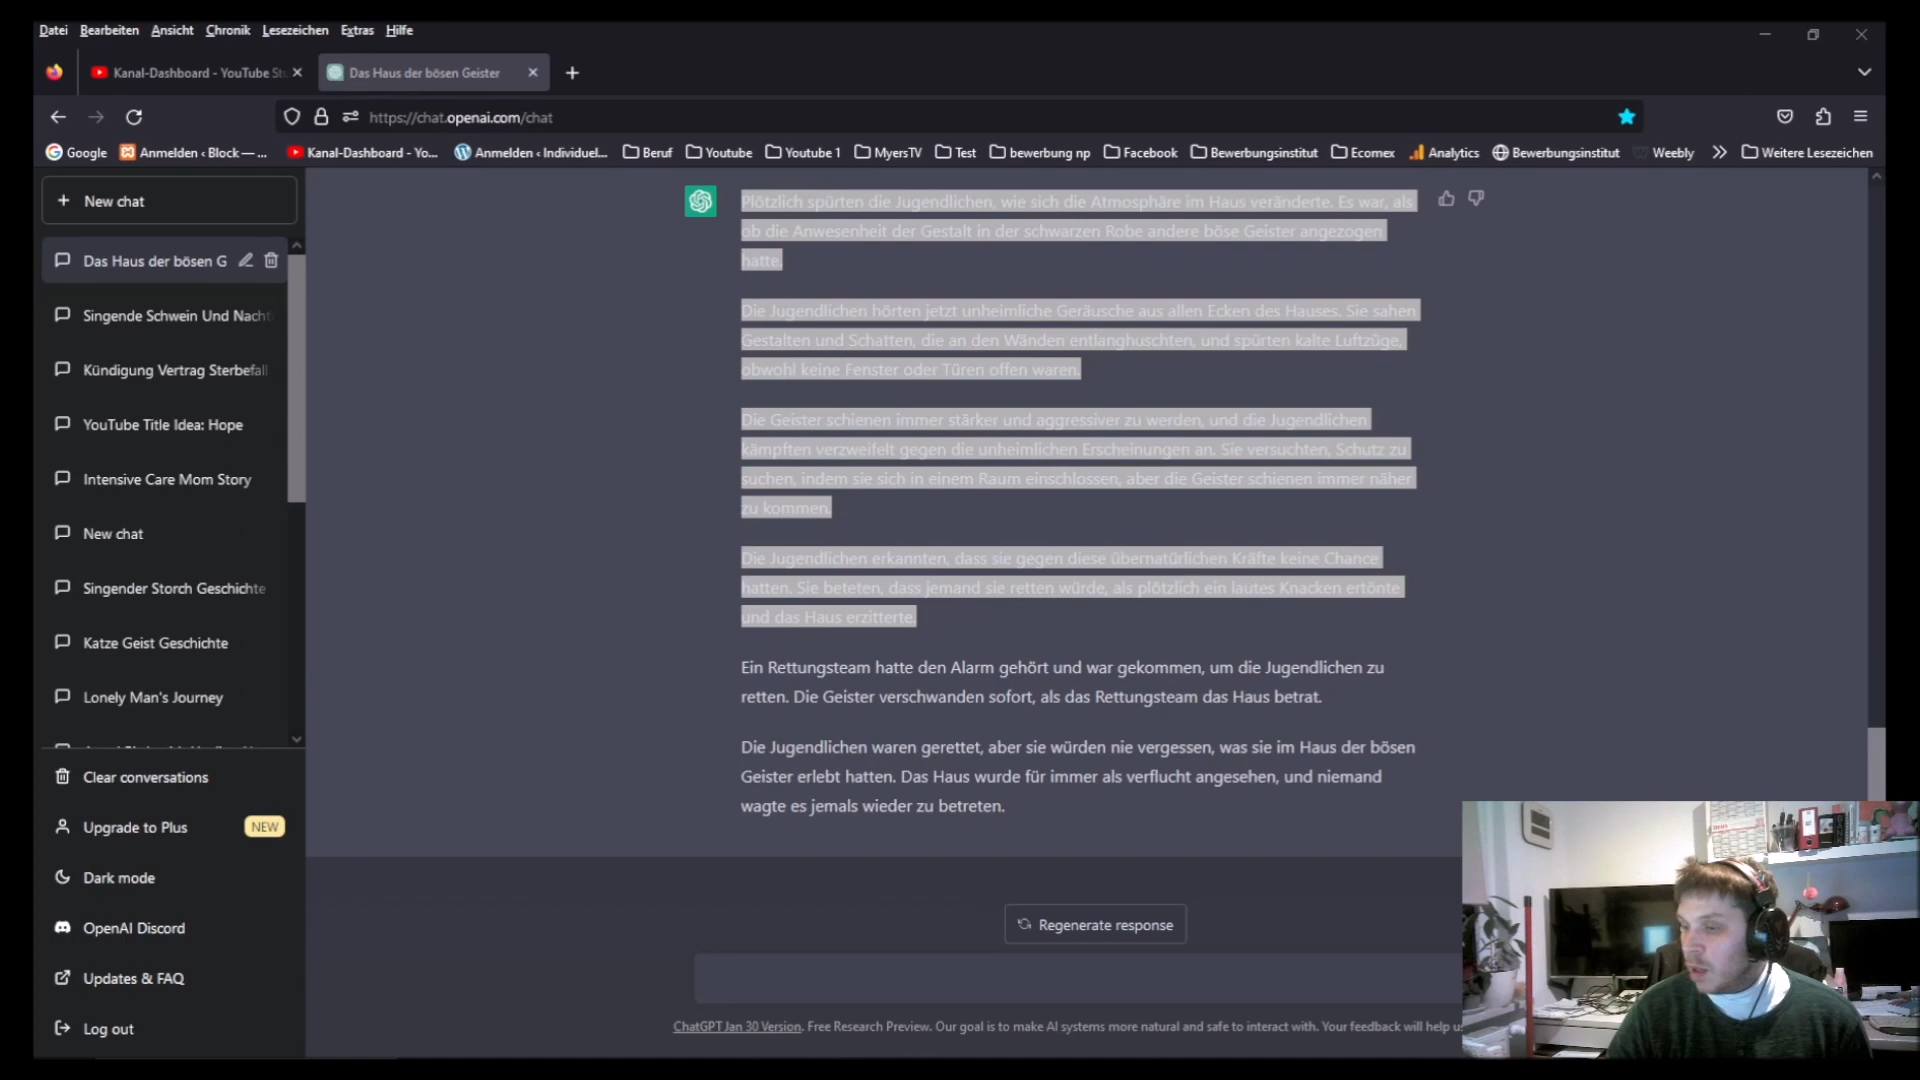 Datei Bearbeiten Ansicht Chronik Lesezeichen Extras Hilfe
Kanal-Dashboard - YouTube Stu
Das Haus der bösen Geister
https://chat.openai.com/chat
Google
Anmelden ‹ Block — ...
Kanal-Dashboard - Yo...
Anmelden ‹ Individuel...
Beruf
Youtube
Youtube 1
MyersTV
Test
bewerbung np
Facebook
Bewerbungsinstitut
Ecomex
Analytics
Bewerbungsinstitut
Weebly
Weitere Lesezeichen
+ New chat
Das Haus der bösen G
Singende Schwein Und Nacht
Kündigung Vertrag Sterbefall
YouTube Title Idea: Hope
Intensive Care Mom Story
New chat
Singender Storch Geschichte
Katze Geist Geschichte
Lonely Man's Journey
Clear conversations
Upgrade to Plus NEW
Dark mode
OpenAI Discord
Updates & FAQ
Log out
Plötzlich spürten die Jugendlichen, wie sich die Atmosphäre im Haus veränderte. Es war, als
ob die Anwesenheit der Gestalt in der schwarzen Robe andere böse Geister angezogen
hatte.
Die Jugendlichen hörten jetzt unheimliche Geräusche aus allen Ecken des Hauses. Sie sahen
Gestalten und Schatten, die an den Wänden entlanghuschten, und spürten kalte Luftzüge,
obwohl keine Fenster oder Türen offen waren.
Die Geister schienen immer stärker und aggressiver zu werden, und die Jugendlichen
kämpften verzweifelt gegen die unheimlichen Erscheinungen an. Sie versuchten, Schutz zu
suchen, indem sie sich in einem Raum einschlossen, aber die Geister schienen immer näher
zu kommen.
Die Jugendlichen erkannten, dass sie gegen diese übernatürlichen Kräfte keine Chance
hatten. Sie beteten, dass jemand sie retten würde, als plötzlich ein lautes Knacken ertönte
und das Haus erzitterte.
Ein Rettungsteam hatte den Alarm gehört und war gekommen, um die Jugendlichen zu
retten. Die Geister verschwanden sofort, als das Rettungsteam das Haus betrat.
Die Jugendlichen waren gerettet, aber sie würden nie vergessen, was sie im Haus der bösen
Geister erlebt hatten. Das Haus wurde für immer als verflucht angesehen, und niemand
wagte es jemals wieder zu betreten.
Regenerate response
ChatGPT Jan 30 Version. Free Research Preview. Our goal is to make AI systems more natural and safe to interact with. Your feedback will help u